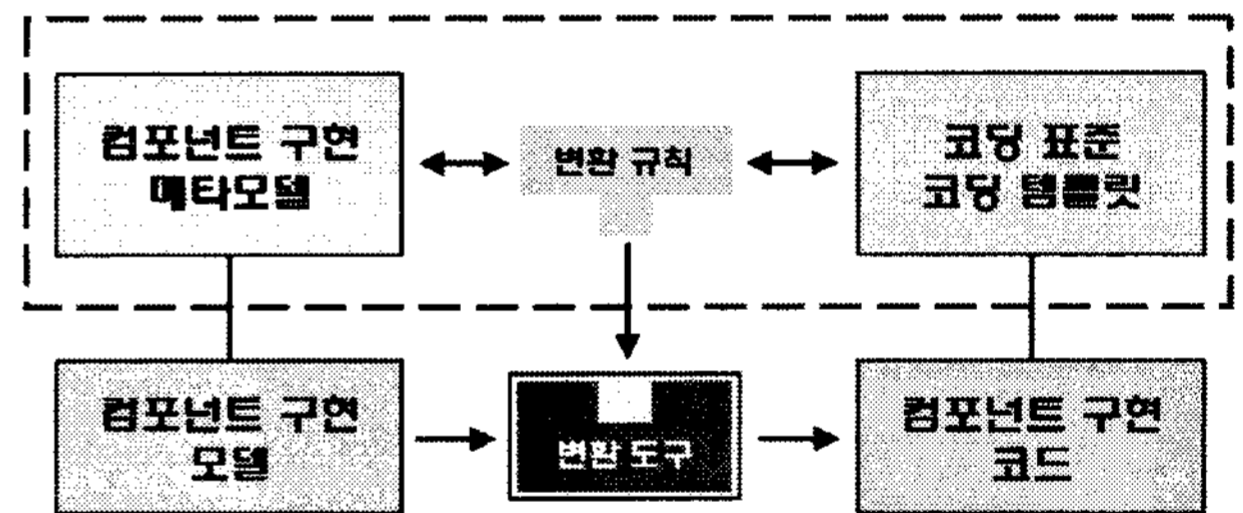 컴포넌트 구현
메타모델
변환 규칙
코딩 표준
코딩 템플릿
컴포넌트 구현
모델
변환 도구
컴포넌트 구현
코드